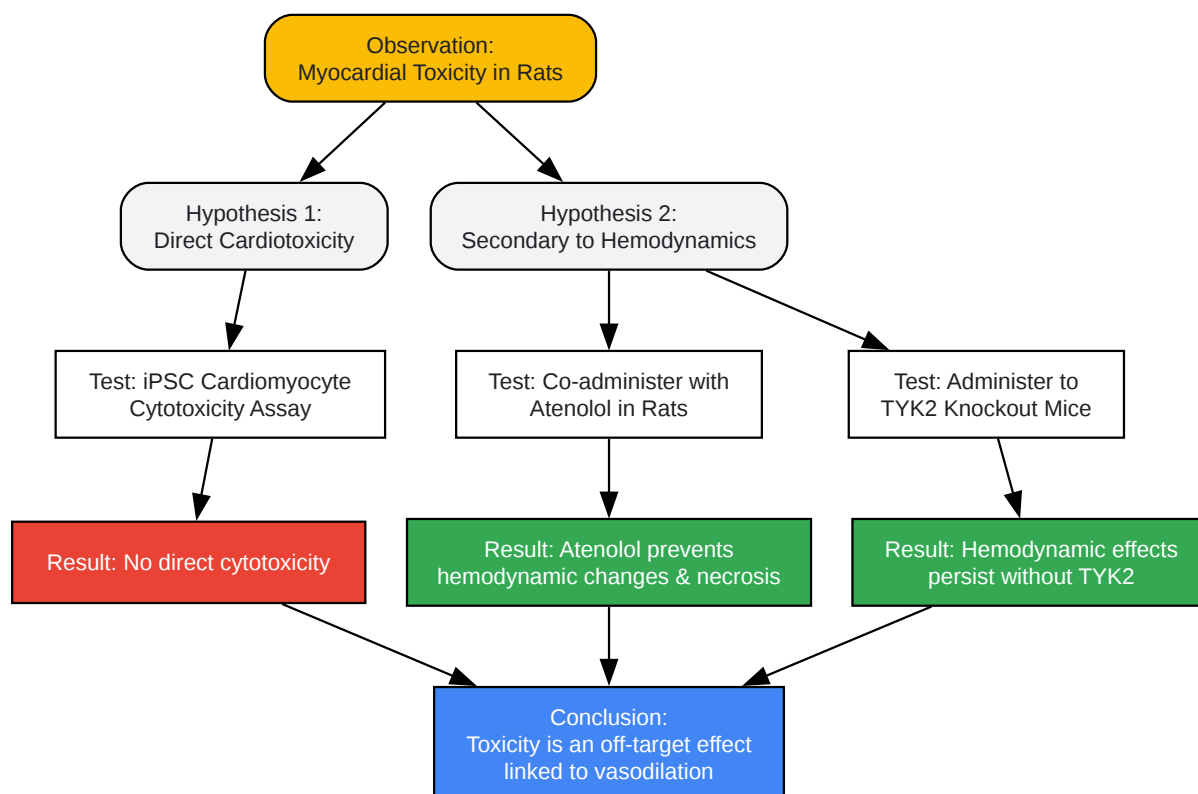 Observation:
Myocardial Toxicity in Rats
Hypothesis 1:
Direct Cardiotoxicity
Hypothesis 2:
Secondary to Hemodynamics
Test: iPSC Cardiomyocyte
Cytotoxicity Assay
Test: Co-administer with
Atenolol in Rats
Test: Administer to
TYK2 Knockout Mice
Result: No direct cytotoxicity
Result: Atenolol prevents
hemodynamic changes & necrosis
Result: Hemodynamic effects
persist without TYK2
Conclusion:
Toxicity is an off-target effect
linked to vasodilation